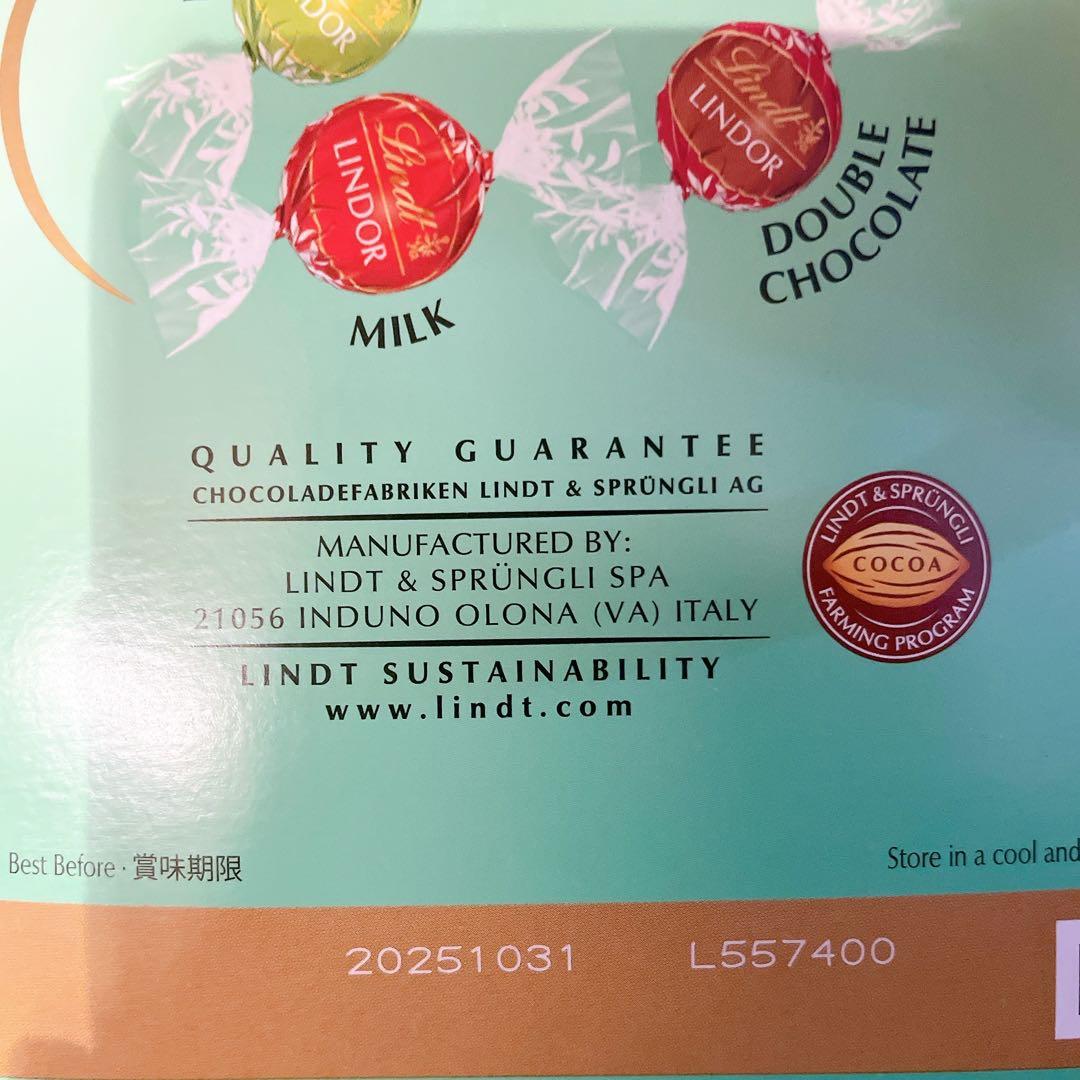 DOR
Lindt
LINDOR
Lindt
LINDOR
MILK
DOUBLE
CHOCOLATE
QUALITY GUARANTEE
CHOCOLADEFABRIKEN LINDT & SPRÜNGLI AG
MANUFACTURED BY:
LINDT & SPRÜNGLI SPA
21056 INDUNO OLONA (VA) ITALY
LINDT SUSTAINABILITY
www.lindt.com
LINDT & SPRÜNGLI
COCOA
FARMING PROGRAM
Best Before · 賞味期限
Store in a cool and
20251031 L557400